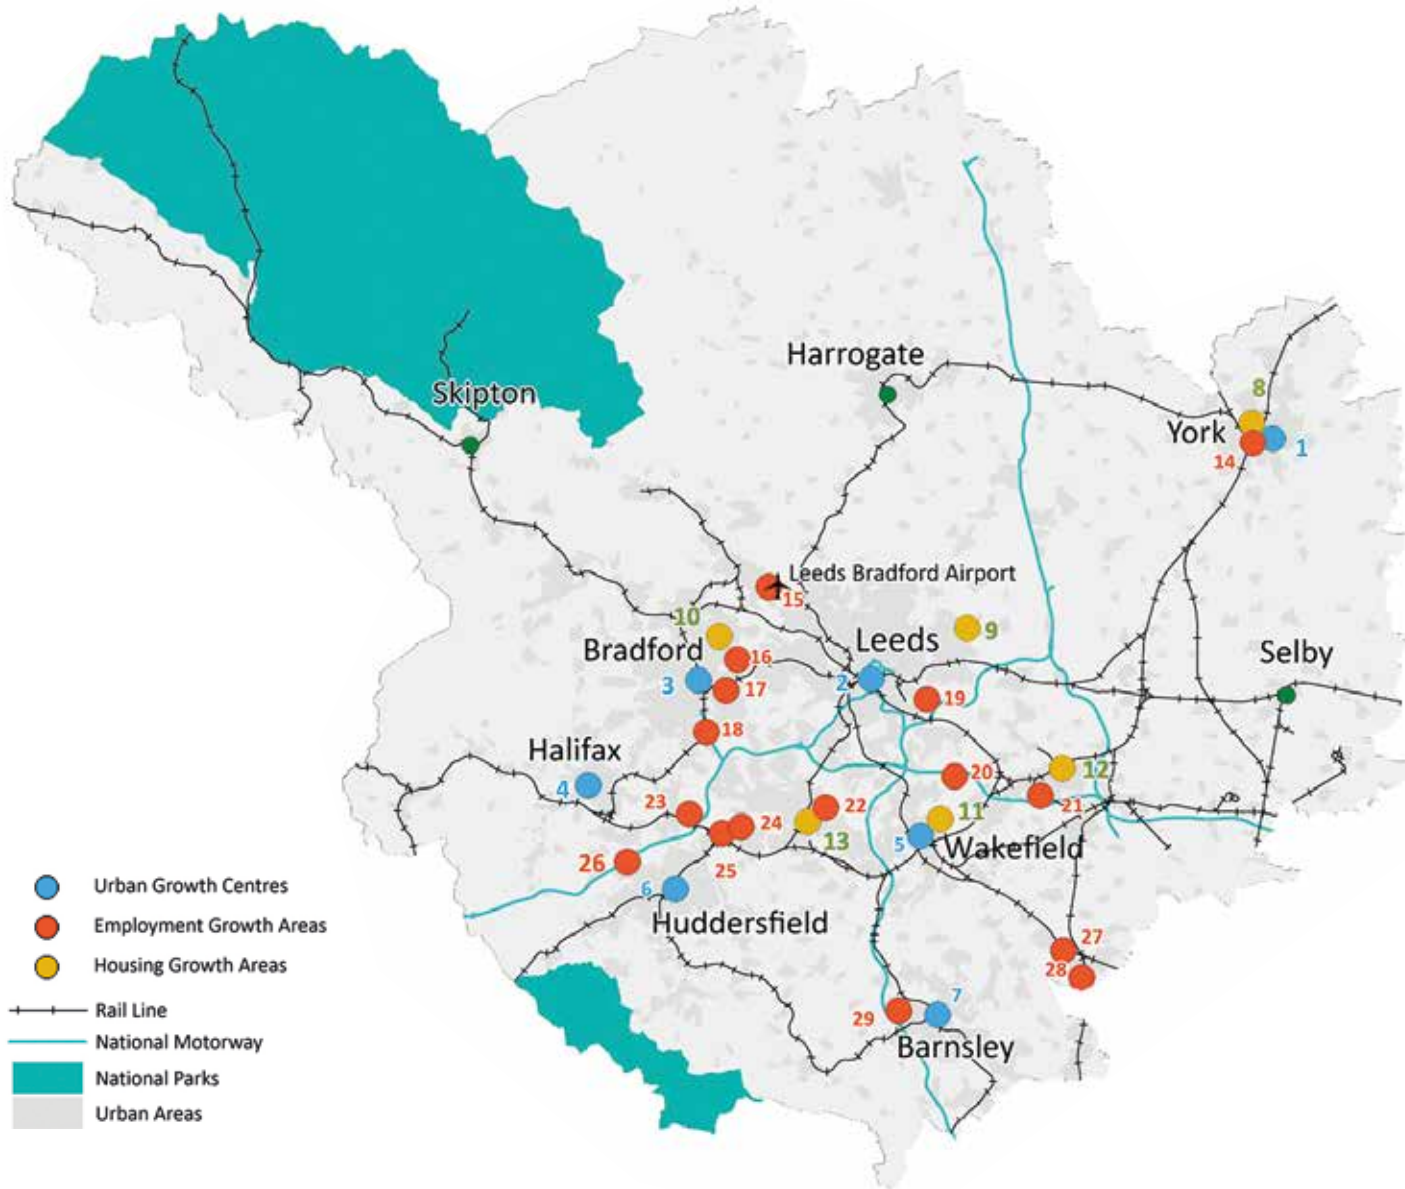 Harrogate
Skipton
8
York
14
1
Leeds Bradford Airport
15
10
9
Bradford
Leeds
16
3
17
2
19
Selby
18
Halifax
4
20
12
21
23
22
24
11
13
5
Wakefield
25
26
6
Huddersfield
27
28
7
29
Barnsley
Urban Growth Centres
Employment Growth Areas
Housing Growth Areas
Rail Line
National Motorway
National Parks
Urban Areas